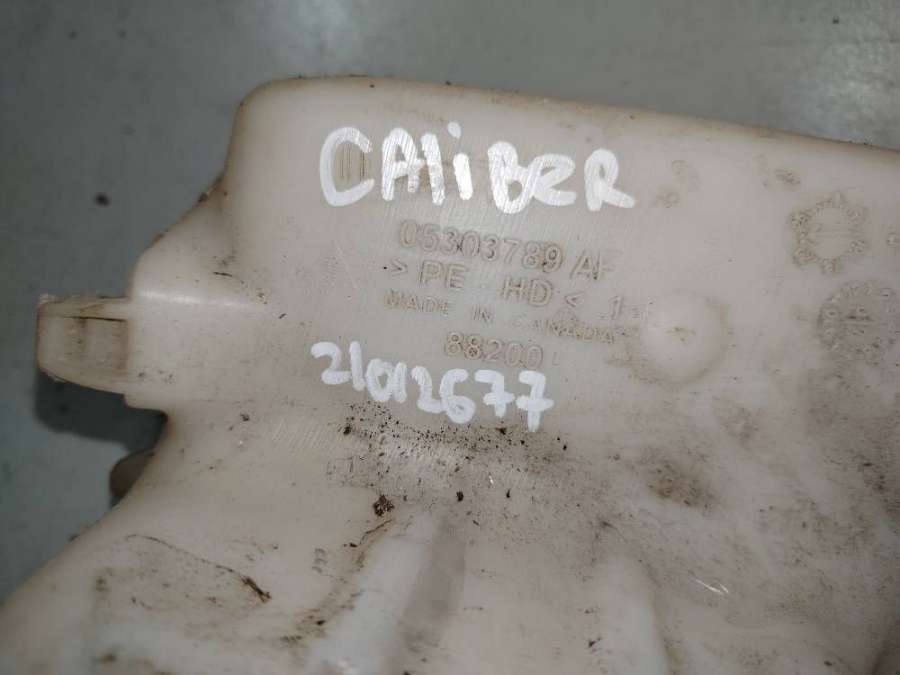 CALiBER
05303789 AF
> PE - HD <
MADE IN CANADA
88200
21012677